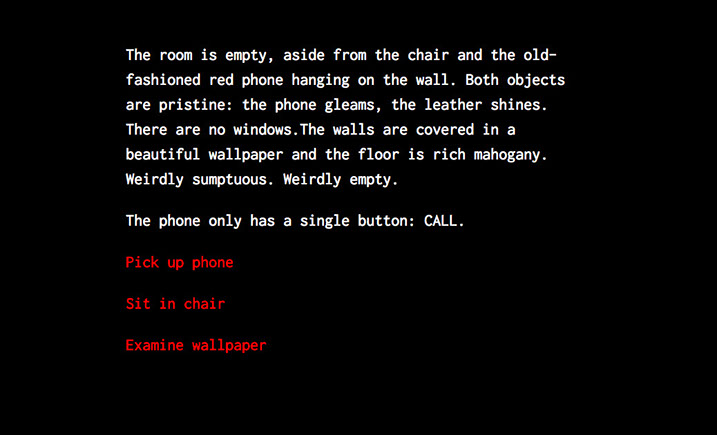 The room is empty, aside from the chair and the old-
fashioned red phone hanging on the wall. Both objects
are pristine: the phone gleams, the leather shines.
There are no windows.The walls are covered in a
beautiful wallpaper and the floor is rich mahogany.
Weirdly sumptuous. Weirdly empty.
The phone only has a single button: CALL.
Pick up phone
Sit in chair
Examine wallpaper